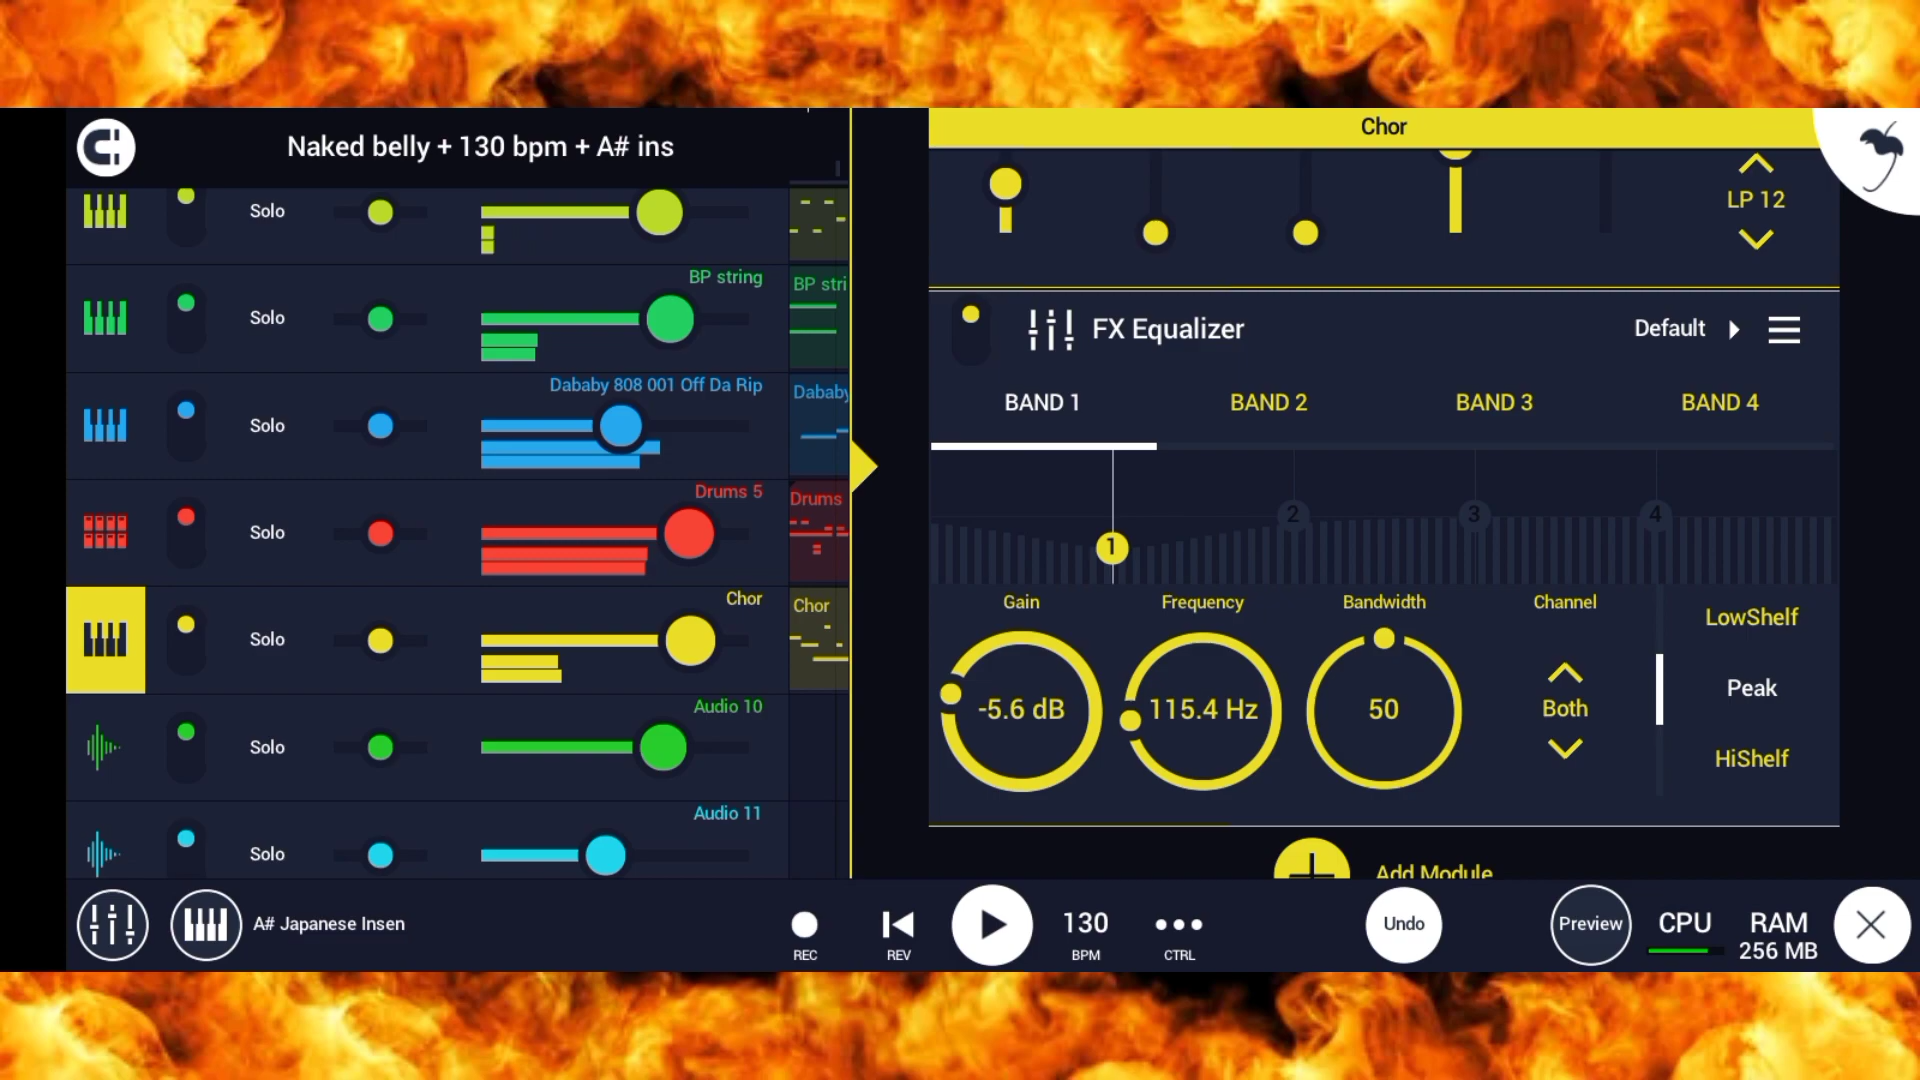 Naked belly + 130 bpm + A# ins
Solo
BP string
BP stri
Solo
Dababy 808 001 Off Da Rip
Dababy
Solo
Drums 5
Drums
Solo
Chor
Chor
Solo
Audio 10
Solo
Audio 11
Solo
Chor
LP 12
FX Equalizer
Default
BAND 1
BAND 2
BAND 3
BAND 4
1
2
3
4
Gain
Frequency
Bandwidth
Channel
-5.6 dB
115.4 Hz
50
Both
LowShelf
Peak
HiShelf
Add Module
A# Japanese Insen
REC
REV
130
BPM
CTRL
Undo
Preview
CPU
RAM
256 MB